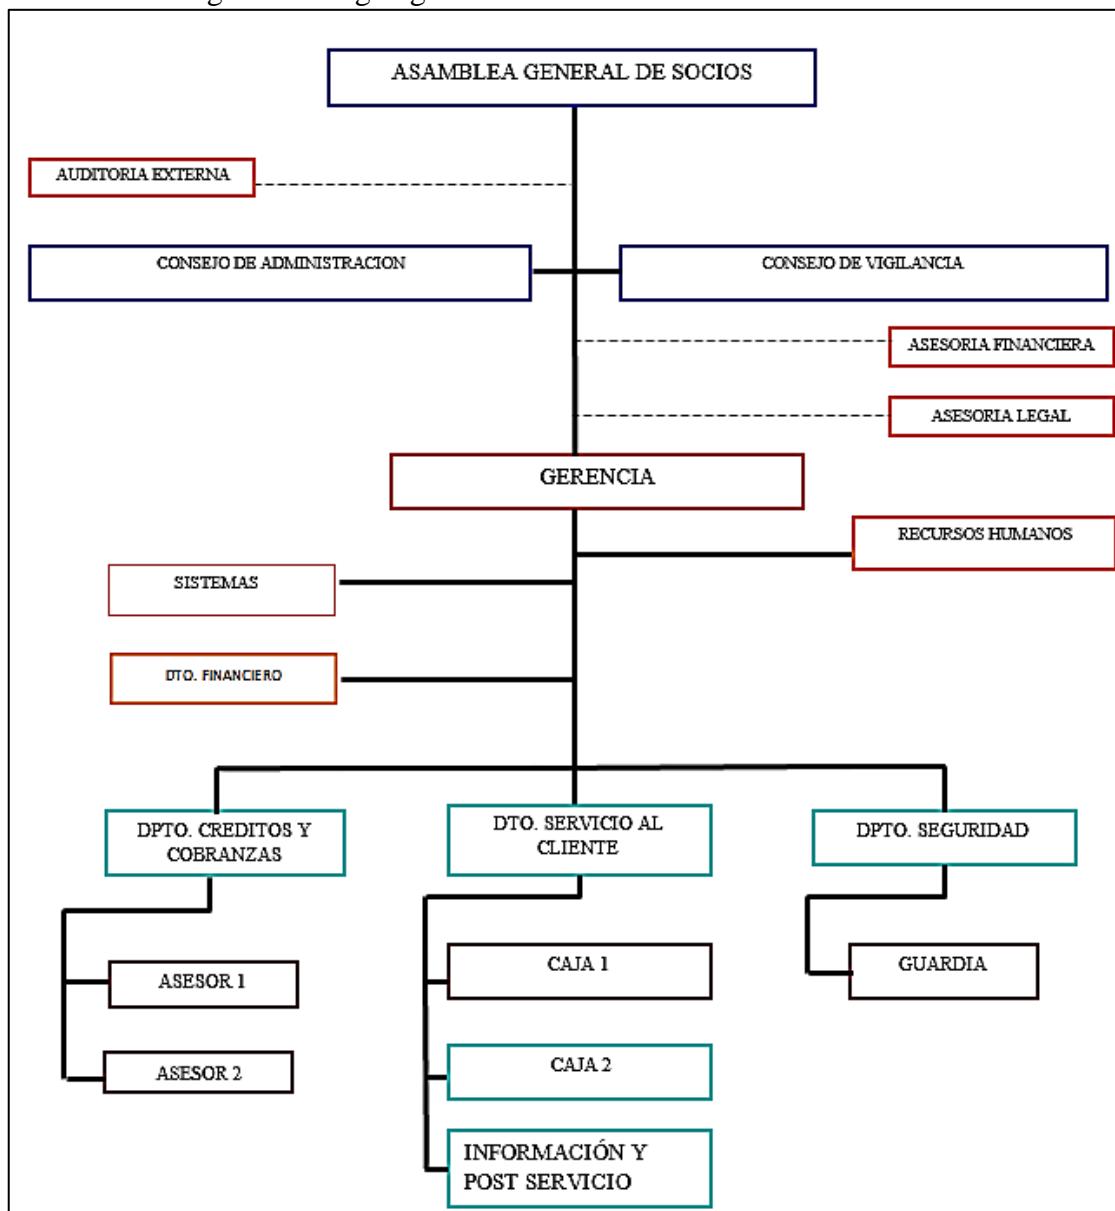 ASAMBLEA GENERAL DE SOCIOS
AUDITORIA EXTERNA
CONSEJO DE ADMINISTRACION
CONSEJO DE VIGILANCIA
ASESORIA FINANCIERA
ASESORIA LEGAL
GERENCIA
RECURSOS HUMANOS
SISTEMAS
DTO. FINANCIERO
DPTO. CREDITOS Y
COBRANZAS
DTO. SERVICIO AL
CLIENTE
DPTO. SEGURIDAD
ASESOR 1
ASESOR 2
CAJA 1
CAJA 2
INFORMACIÓN Y
POST SERVICIO
GUARDIA